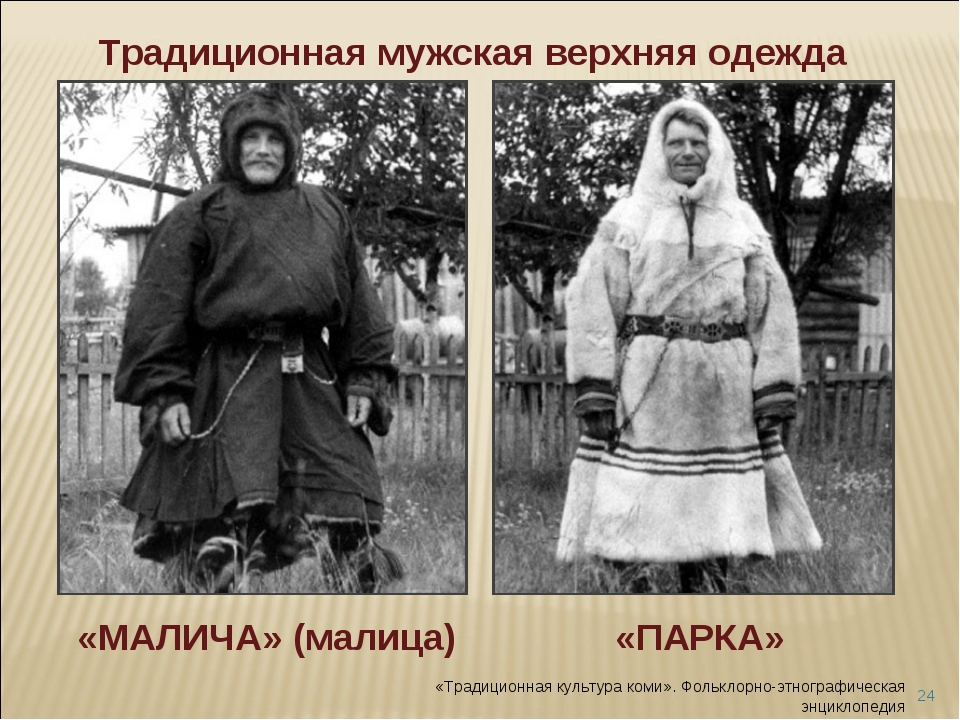 Традиционная мужская верхняя одежда
«МАЛИЧА» (малица)
«ПАРКА»
«Традиционная культура коми». Фольклорно-этнографическая
энциклопедия
24